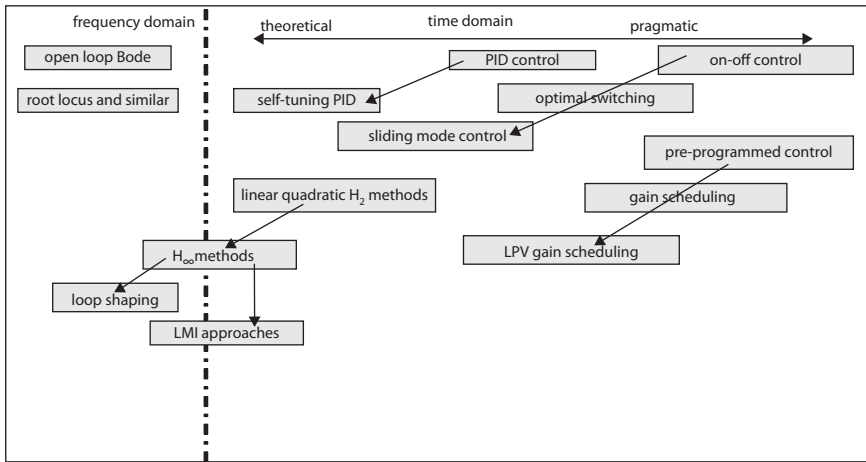 frequency domain
theoretical
time domain
pragmatic
open loop Bode
PID control
on-off control
root locus and similar
self-tuning PID
optimal switching
sliding mode control
pre-programmed control
linear quadratic H₂ methods
gain scheduling
H∞methods
LPV gain scheduling
loop shaping
LMI approaches